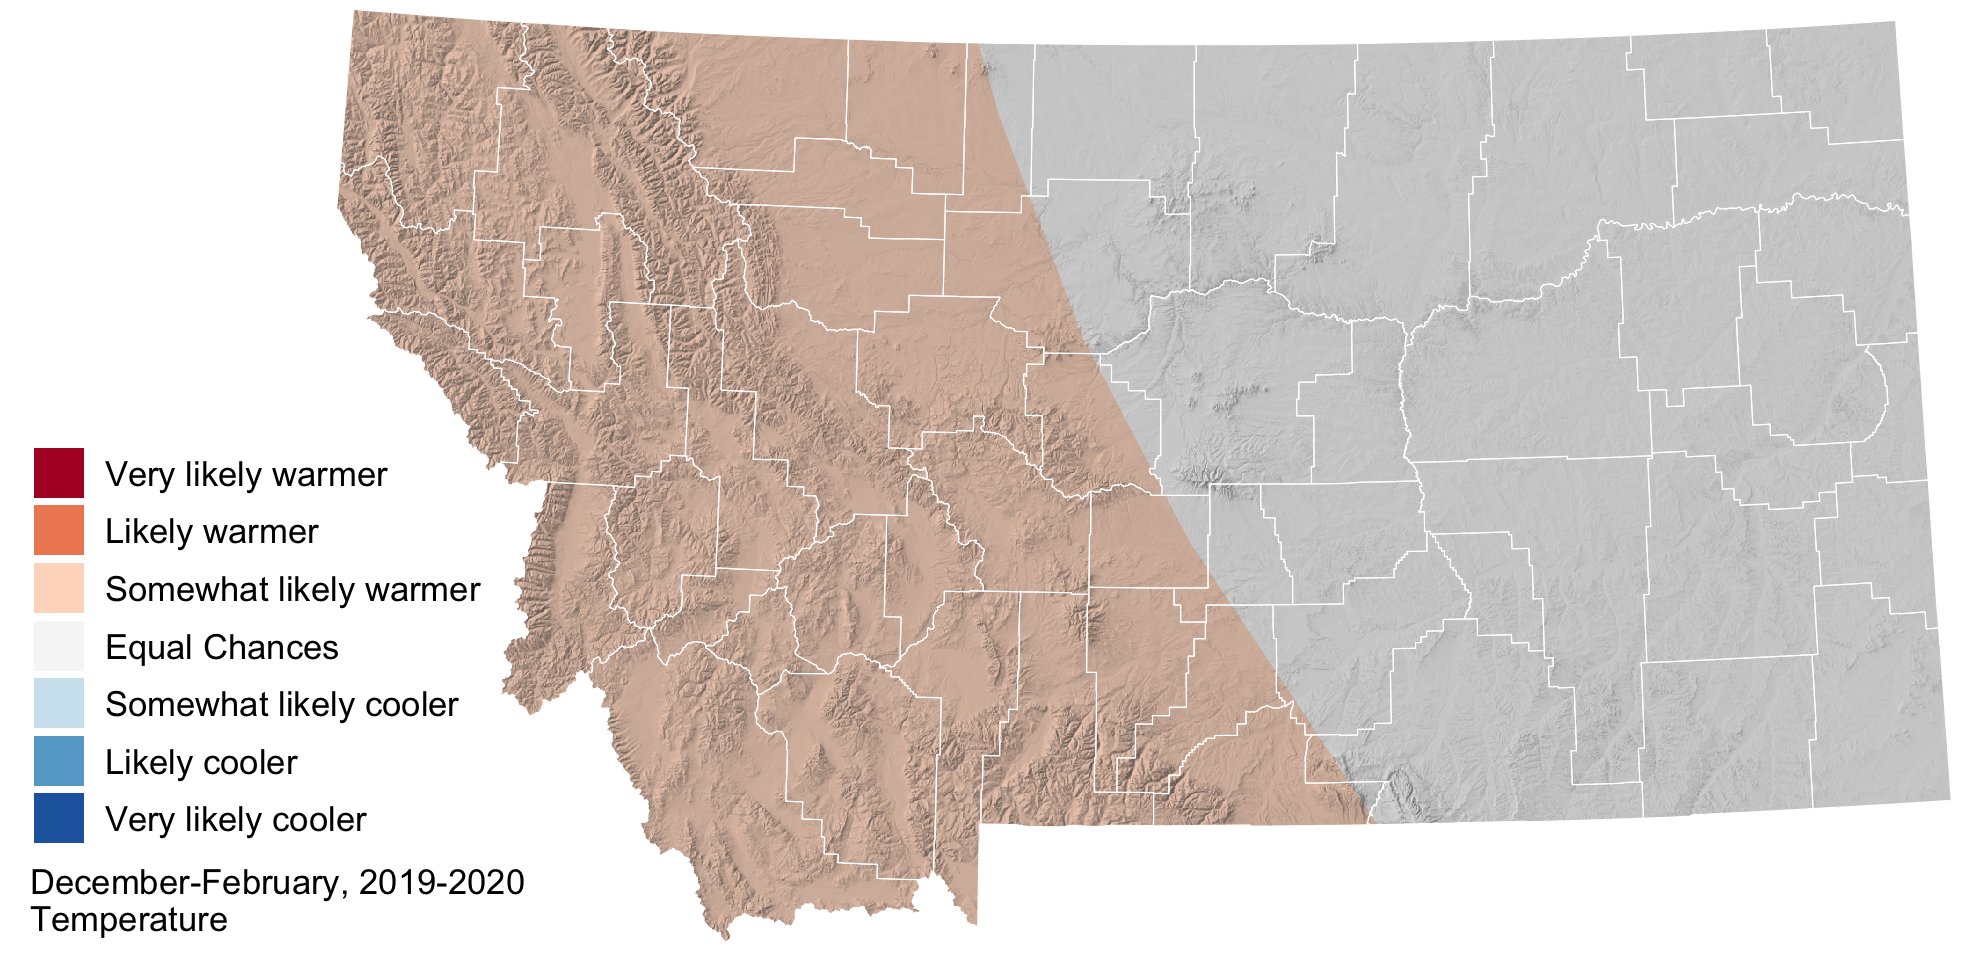 Very likely warmer
Likely warmer
Somewhat likely warmer
Equal Chances
Somewhat likely cooler
Likely cooler
Very likely cooler
December-February, 2019-2020
Temperature